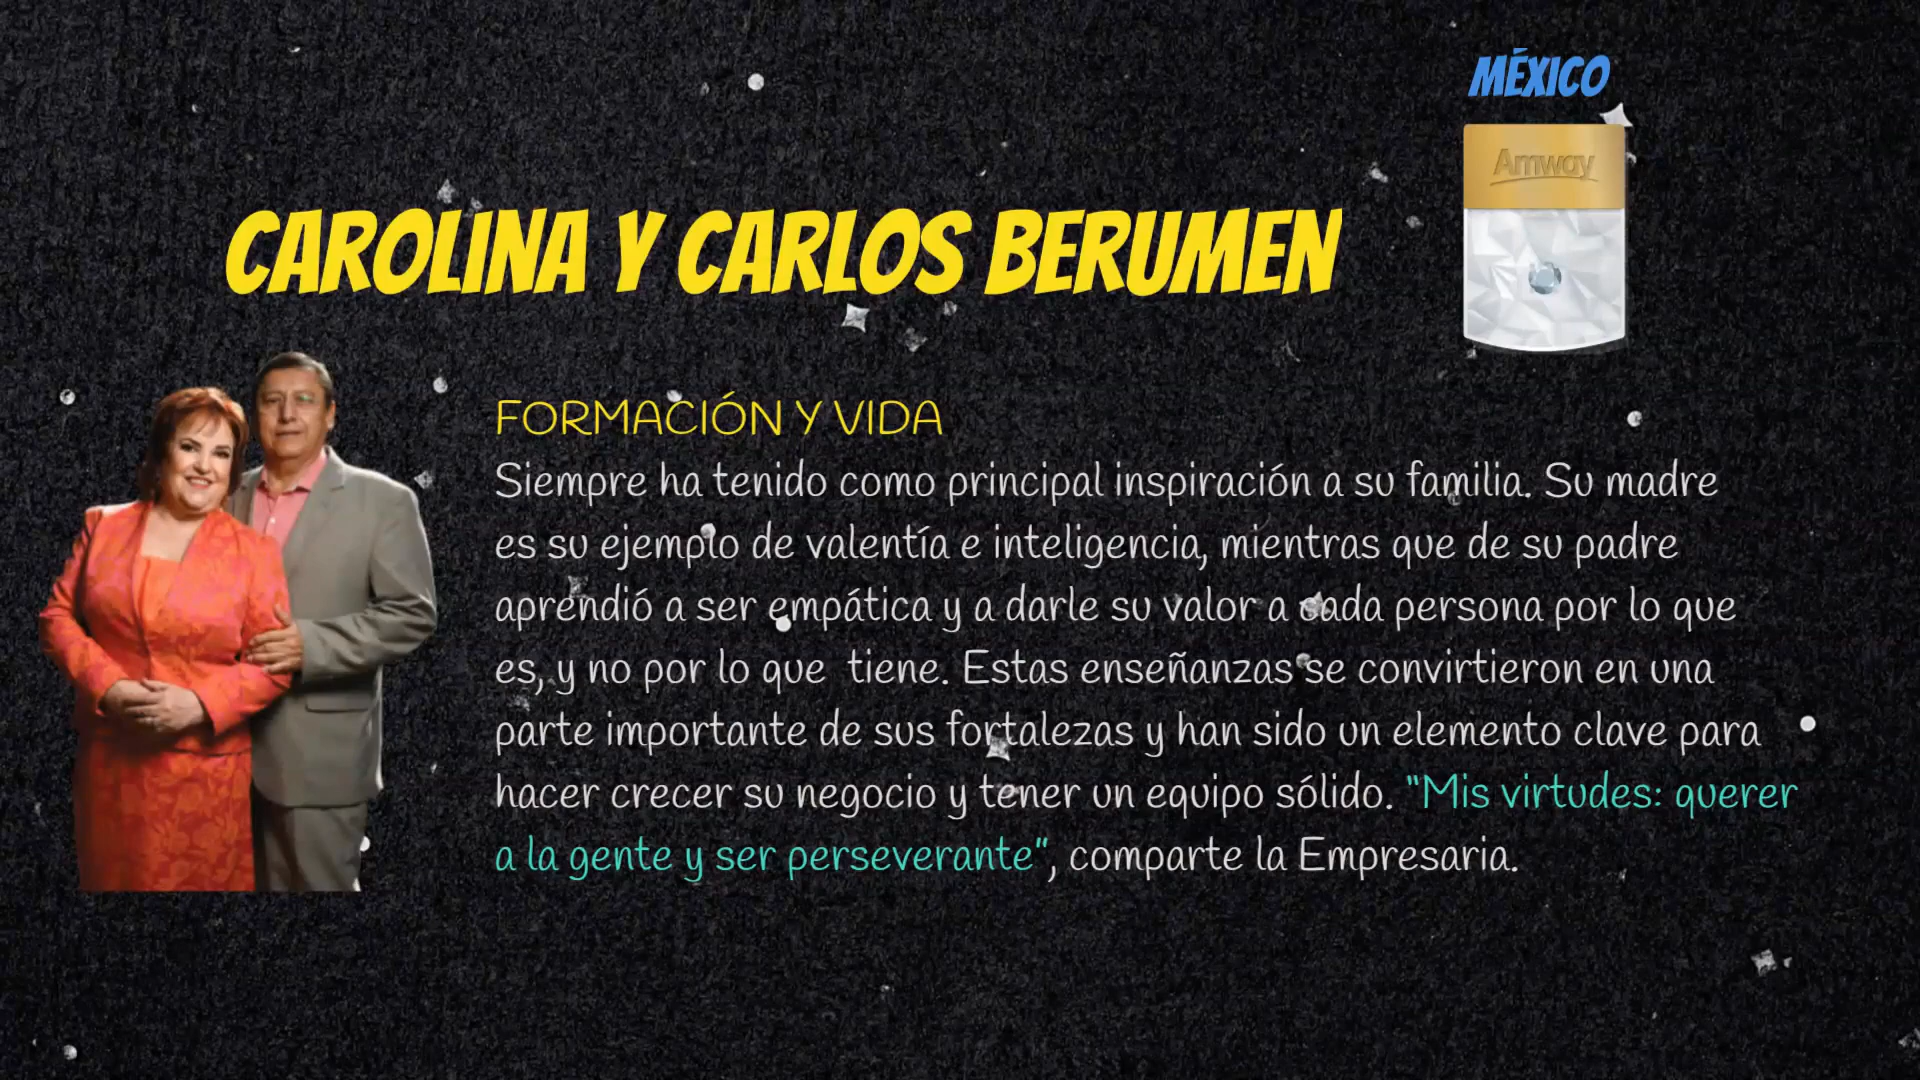 MÉXICO
Amway
CAROLINA Y CARLOS BERUMEN
FORMACIÓN Y VIDA
Siempre ha tenido como principal inspiración a su familia. Su madre
es su ejemplo de valentía e inteligencia, mientras que de su padre
aprendió a ser empática y a darle su valor a cada persona por lo que
es, y no por lo que tiene. Estas enseñanzas se convirtieron en una
parte importante de sus fortalezas y han sido un elemento clave para
hacer crecer su negocio y tener un equipo sólido. "Mis virtudes: querer
a la gente y ser perseverante", comparte la Empresaria.